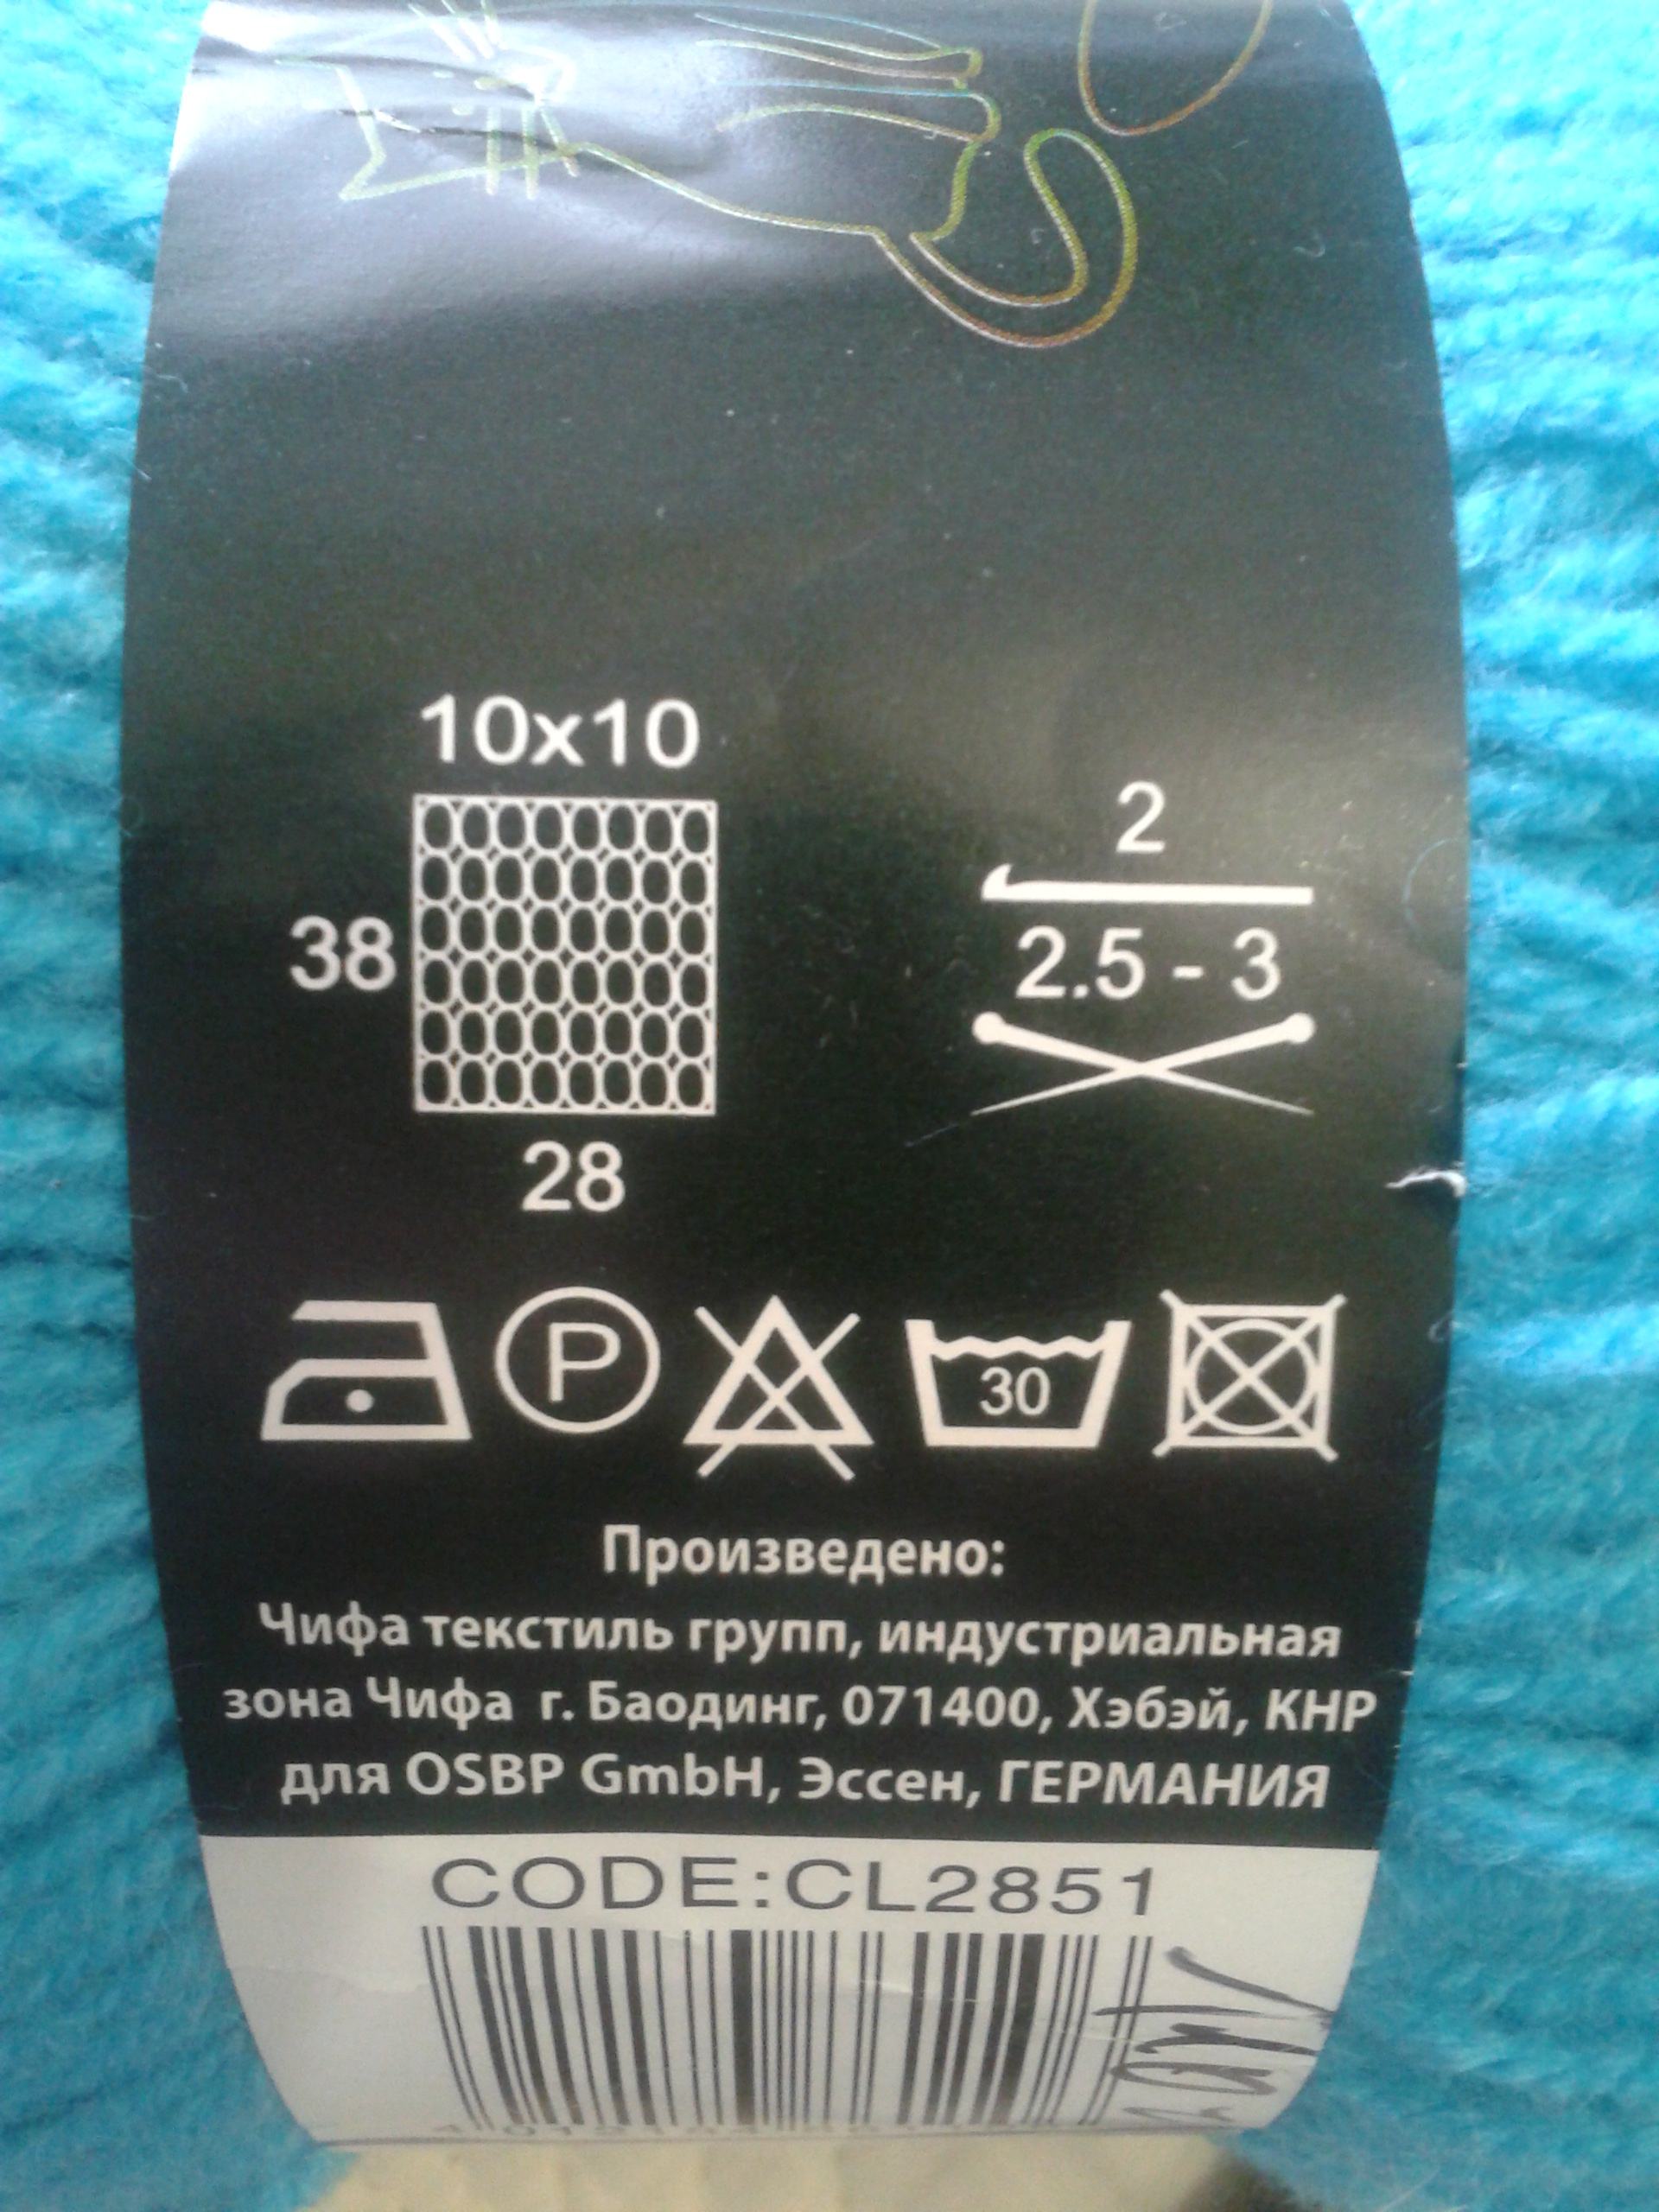 10x10
2
38
2.5 - 3
28
P
30
Произведено:
Чифа текстиль групп, индустриальная
зона Чифа г. Баодинг, 071400, Хэбэй, КНР
для OSBP GmbH, Эссен, ГЕРМАНИЯ
CODE:CL2851